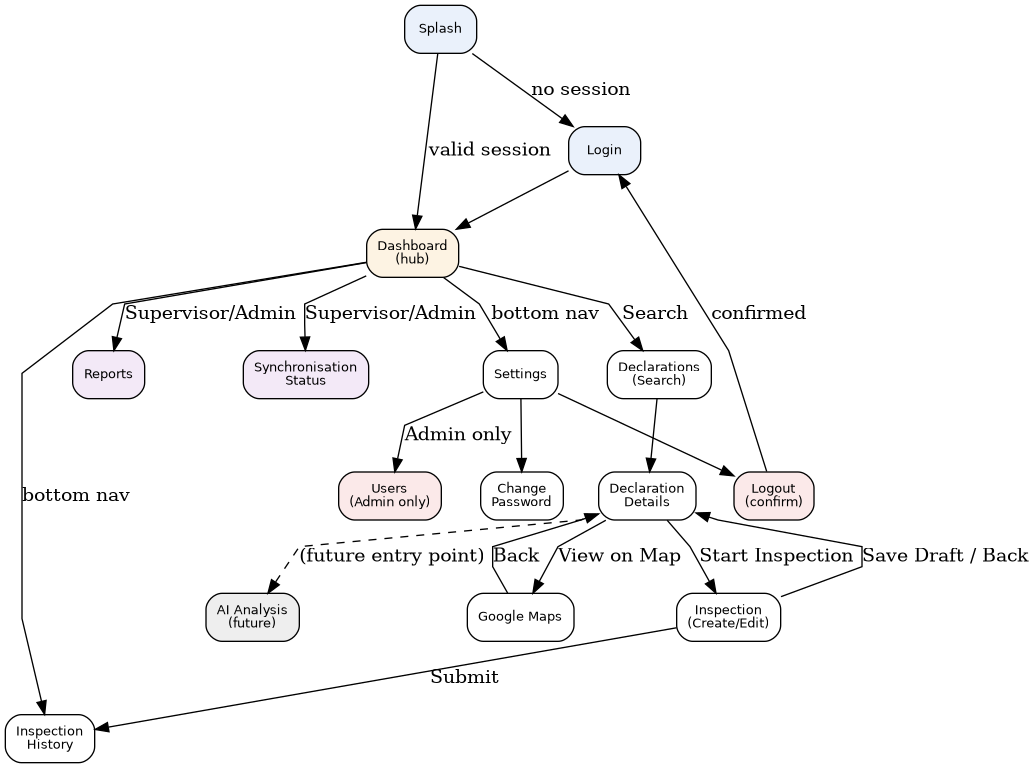 Splash
no session
valid session
Login
Dashboard
(hub)
Supervisor/Admin
Supervisor/Admin
bottom nav
Search
confirmed
Reports
Synchronisation
Status
Settings
Declarations
(Search)
Admin only
bottom nav
Users
(Admin only)
Change
Password
Declaration
Details
Logout
(confirm)
(future entry point)
Back
View on Map
Start Inspection
Save Draft / Back
AI Analysis
(future)
Google Maps
Inspection
(Create/Edit)
Submit
Inspection
History